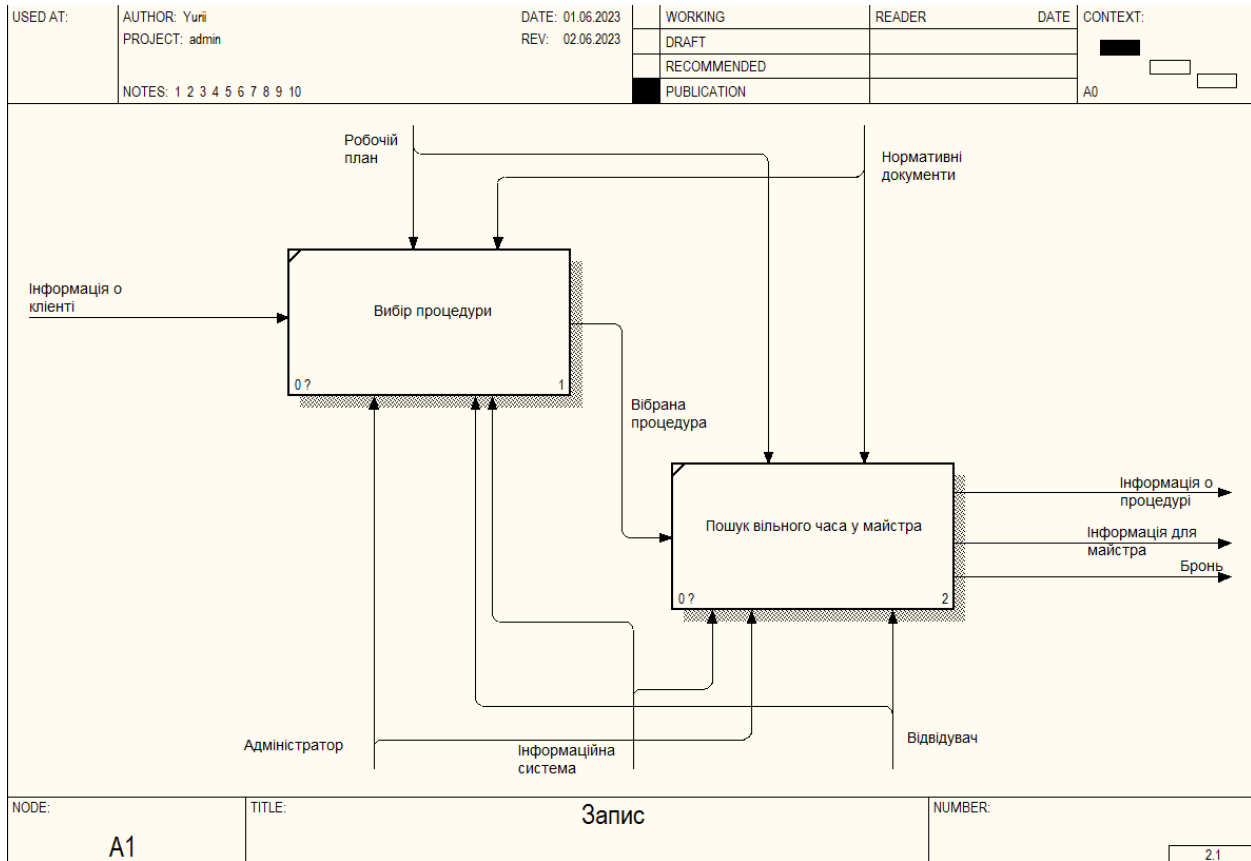 USED AT:
AUTHOR: Yurii
DATE: 01.06.2023
WORKING
READER
DATE
CONTEXT:
PROJECT: admin
REV: 02.06.2023
DRAFT
RECOMMENDED
NOTES: 1 2 3 4 5 6 7 8 9 10
PUBLICATION
A0
Робочій
план
Нормативні
документи
Інформація о
кліенті
Вибір процедури
0 ?
1
Вібрана
процедура
Пошук вільного часа у майстра
0 ?
2
Інформація о
процедурі
Інформація для
майстра
Бронь
Адміністратор
Інформаційна
система
Відвідувач
NODE:
TITLE:
Запис
NUMBER:
A1
2.1